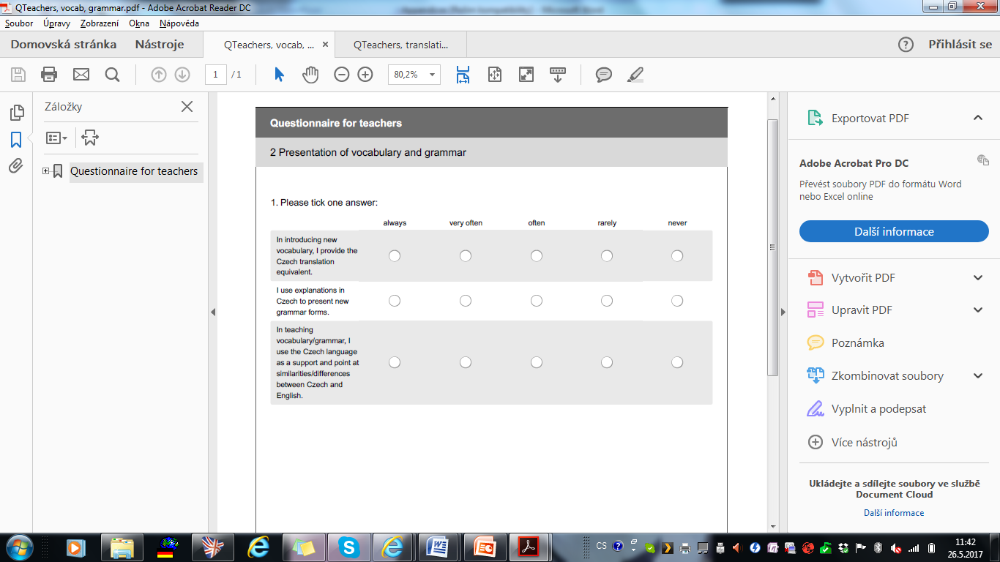 QTeachers, vocab, grammar.pdf - Adobe Acrobat Reader DC
Soubor Úpravy Zobrazení Okna Nápověda
Domovská stránka Nástroje QTeachers, vocab, ... × QTeachers, translati... Přihlásit se
1 / 1 80,2%
Záložky
Questionnaire for teachers
Questionnaire for teachers
2 Presentation of vocabulary and grammar
1. Please tick one answer:
always very often often rarely never
In introducing new
vocabulary, I provide the
Czech translation
equivalent.
I use explanations in
Czech to present new
grammar forms.
In teaching
vocabulary/grammar, I
use the Czech language
as a support and point at
similarities/differences
between Czech and
English.
Exportovat PDF
Adobe Acrobat Pro DC
Převést soubory PDF do formátu Word
nebo Excel online
Další informace
Vytvořit PDF
Upravit PDF
Poznámka
Zkombinovat soubory
Vyplnit a podepsat
Více nástrojů
Ukládejte a sdílejte soubory ve službě
Document Cloud
Další informace
CS
11:42
26.5.2017